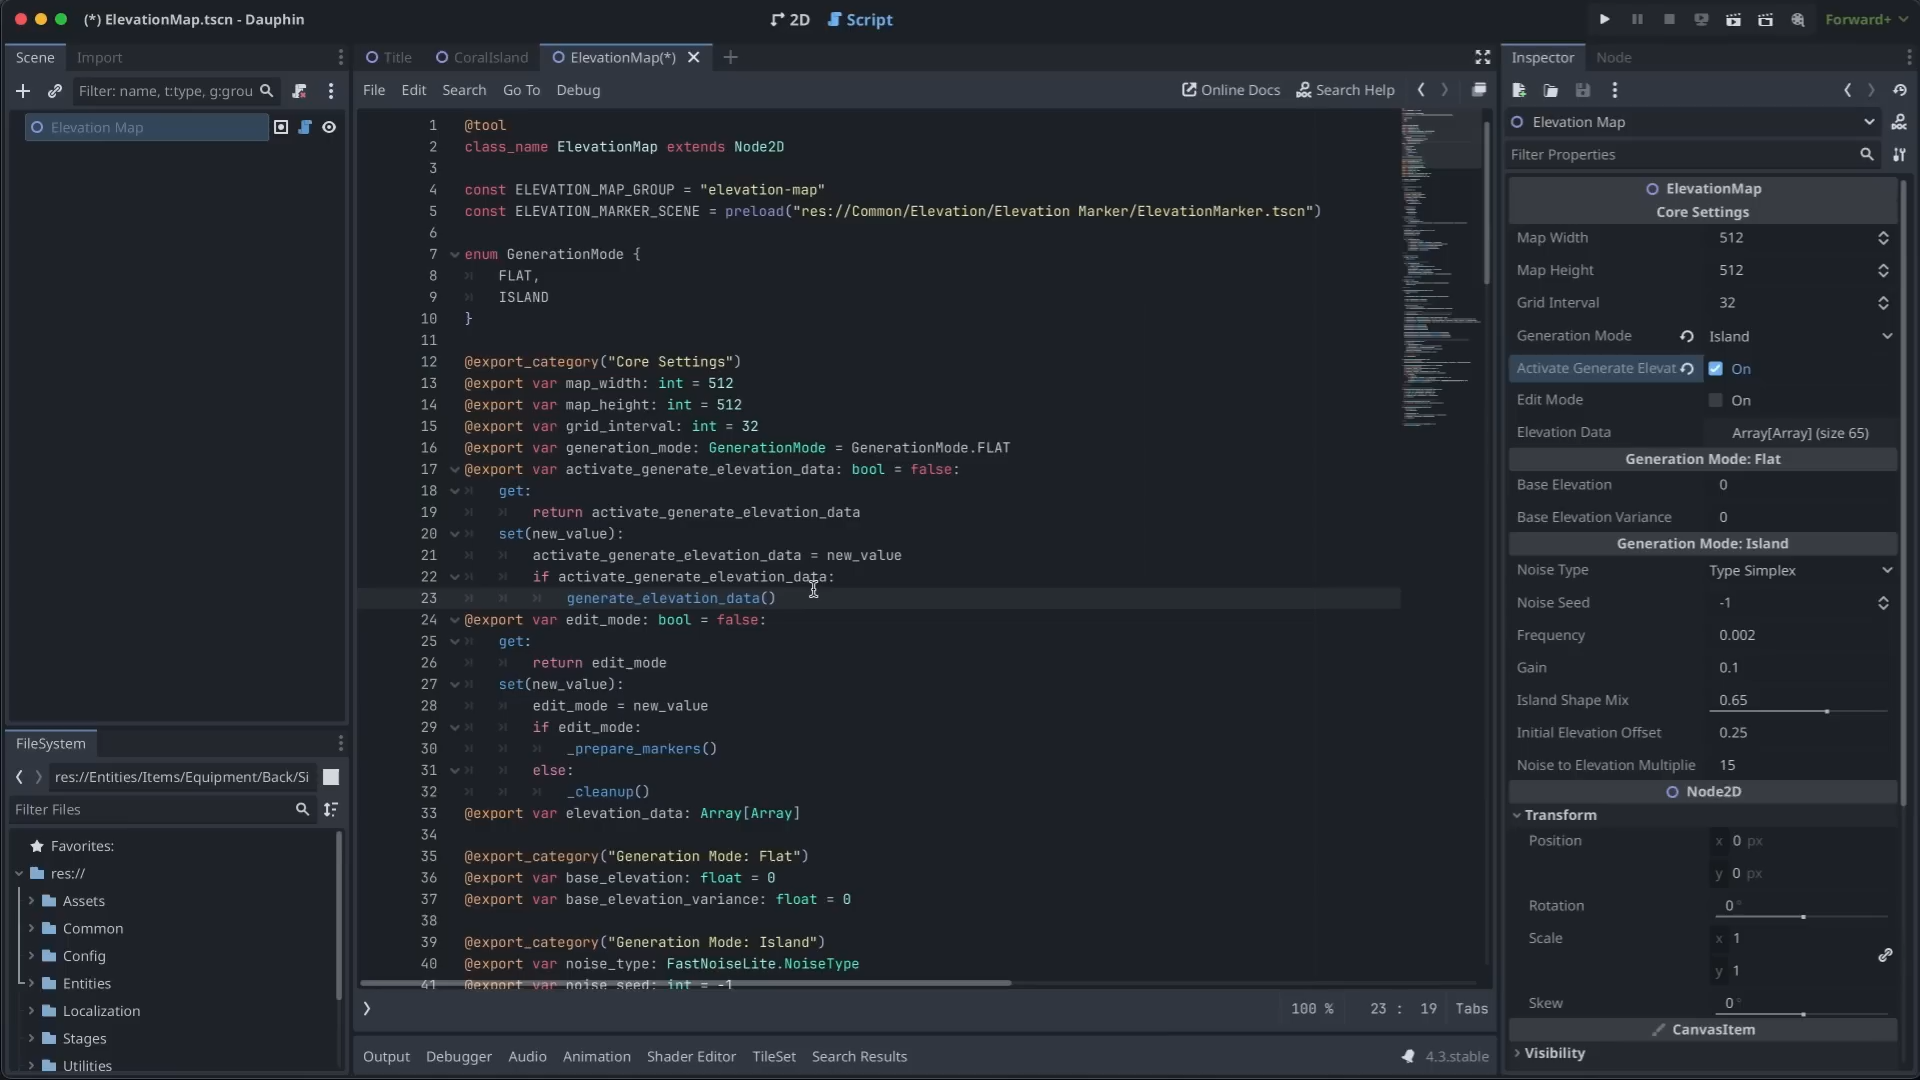 (*) ElevationMap.tscn - Dauphin
2D
Script
Forward+
Scene
Import
Filter: name, t:type, g:grou
Elevation Map
FileSystem
res://Entities/Items/Equipment/Back/Si
Filter Files
Favorites:
res://
Assets
Common
Config
Entities
Localization
Stages
Utilities
Title
CoralIsland
ElevationMap(*)
File Edit Search Go To Debug
Online Docs
Search Help
1 @tool
2 class_name ElevationMap extends Node2D
3
4 const ELEVATION_MAP_GROUP = "elevation-map"
5 const ELEVATION_MARKER_SCENE = preload("res://Common/Elevation/Elevation Marker/ElevationMarker.tscn")
6
7 enum GenerationMode {
8 FLAT,
9 ISLAND
10 }
11
12 @export_category("Core Settings")
13 @export var map_width: int = 512
14 @export var map_height: int = 512
15 @export var grid_interval: int = 32
16 @export var generation_mode: GenerationMode = GenerationMode.FLAT
17 @export var activate_generate_elevation_data: bool = false:
18 get:
19 return activate_generate_elevation_data
20 set(new_value):
21 activate_generate_elevation_data = new_value
22 if activate_generate_elevation_data:
23 generate_elevation_data()
24 @export var edit_mode: bool = false:
25 get:
26 return edit_mode
27 set(new_value):
28 edit_mode = new_value
29 if edit_mode:
30 _prepare_markers()
31 else:
32 _cleanup()
33 @export var elevation_data: Array[Array]
34
35 @export_category("Generation Mode: Flat")
36 @export var base_elevation: float = 0
37 @export var base_elevation_variance: float = 0
38
39 @export_category("Generation Mode: Island")
40 @export var noise_type: FastNoiseLite.NoiseType
41 @export var noise_seed: int = -1
100 % 23 : 19 Tabs
Output Debugger Audio Animation Shader Editor TileSet Search Results
4.3.stable
Inspector
Node
Elevation Map
Filter Properties
ElevationMap
Core Settings
Map Width 512
Map Height 512
Grid Interval 32
Generation Mode Island
Activate Generate Elevat On
Edit Mode On
Elevation Data Array[Array] (size 65)
Generation Mode: Flat
Base Elevation 0
Base Elevation Variance 0
Generation Mode: Island
Noise Type Type Simplex
Noise Seed -1
Frequency 0.002
Gain 0.1
Island Shape Mix 0.65
Initial Elevation Offset 0.25
Noise to Elevation Multiplie 15
Node2D
Transform
Position x 0 px
y 0 px
Rotation 0 °
Scale x 1
y 1
Skew 0 °
CanvasItem
Visibility